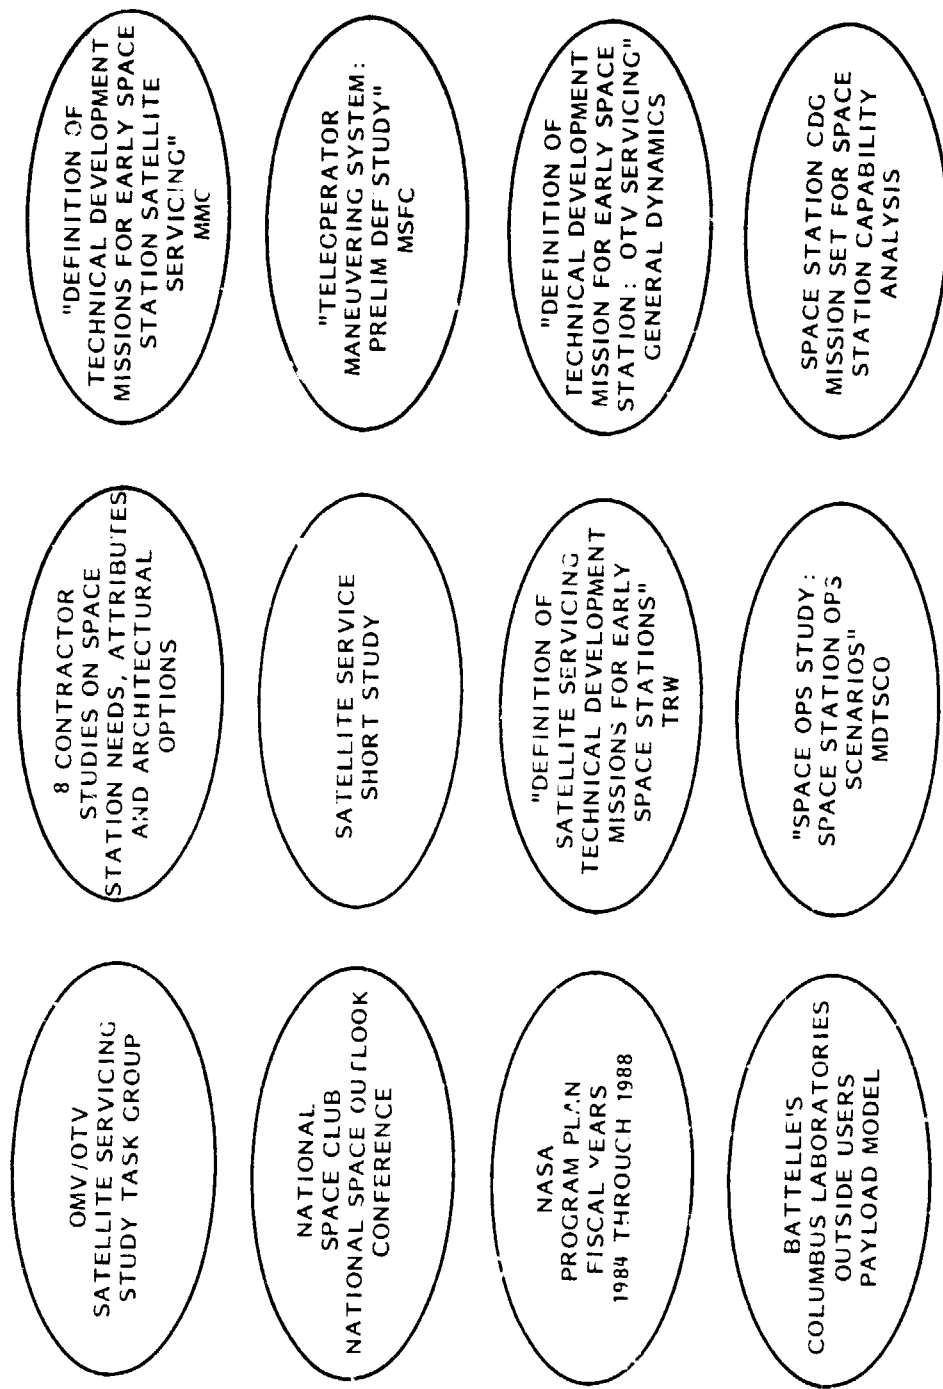 OMV/OTV
SATELLITE SERVICING
STUDY TASK GROUP
8 CONTRACTOR
STUDIES ON SPACE
STATION NEEDS, ATTRIBUTES
AND ARCHITECTURAL
OPTIONS
"DEFINITION OF
TECHNICAL DEVELOPMENT
MISSIONS FOR EARLY SPACE
STATION SATELLITE
SERVICING"
MMC
NATIONAL
SPACE CLUB
NATIONAL SPACE OUTLOOK
CONFERENCE
SATELLITE SERVICE
SHORT STUDY
"TELEOPERATOR
MANEUVERING SYSTEM:
PRELIM DEF STUDY"
MSFC
NASA
PROGRAM PLAN
FISCAL YEARS
1984 THROUGH 1988
"DEFINITION OF
SATELLITE SERVICING
TECHNICAL DEVELOPMENT
MISSIONS FOR EARLY
SPACE STATIONS"
TRW
"DEFINITION OF
TECHNICAL DEVELOPMENT
MISSION FOR EARLY SPACE
STATION: OTV SERVICING"
GENERAL DYNAMICS
BATTELLE'S
COLUMBUS LABORATORIES
OUTSIDE USERS
PAYLOAD MODEL
"SPACE OPS STUDY:
SPACE STATION OPS
SCENARIOS"
MDTSCO
SPACE STATION CDG
MISSION SET FOR SPACE
STATION CAPABILITY
ANALYSIS